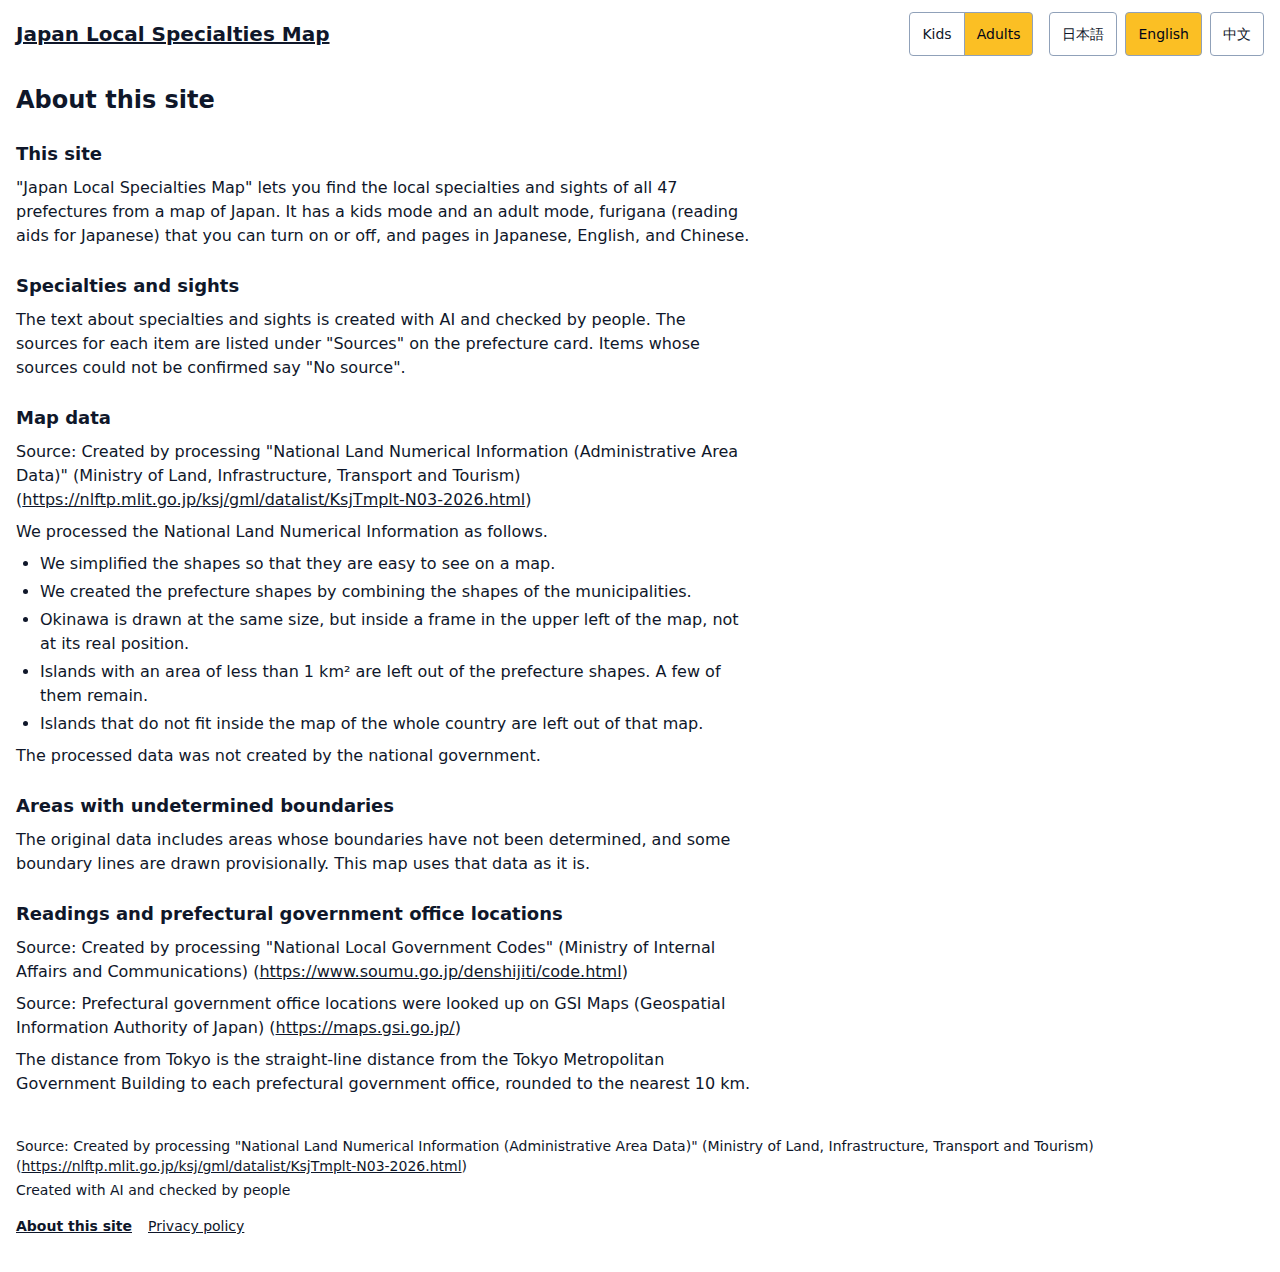 Japan Local Specialties Map
Kids Adults 日本語 English 中文
About this site
This site
"Japan Local Specialties Map" lets you find the local specialties and sights of all 47
prefectures from a map of Japan. It has a kids mode and an adult mode, furigana (reading
aids for Japanese) that you can turn on or off, and pages in Japanese, English, and Chinese.
Specialties and sights
The text about specialties and sights is created with AI and checked by people. The
sources for each item are listed under "Sources" on the prefecture card. Items whose
sources could not be confirmed say "No source".
Map data
Source: Created by processing "National Land Numerical Information (Administrative Area
Data)" (Ministry of Land, Infrastructure, Transport and Tourism)
(https://nlftp.mlit.go.jp/ksj/gml/datalist/KsjTmplt-N03-2026.html)
We processed the National Land Numerical Information as follows.
• We simplified the shapes so that they are easy to see on a map.
• We created the prefecture shapes by combining the shapes of the municipalities.
• Okinawa is drawn at the same size, but inside a frame in the upper left of the map, not
at its real position.
• Islands with an area of less than 1 km² are left out of the prefecture shapes. A few of
them remain.
• Islands that do not fit inside the map of the whole country are left out of that map.
The processed data was not created by the national government.
Areas with undetermined boundaries
The original data includes areas whose boundaries have not been determined, and some
boundary lines are drawn provisionally. This map uses that data as it is.
Readings and prefectural government office locations
Source: Created by processing "National Local Government Codes" (Ministry of Internal
Affairs and Communications) (https://www.soumu.go.jp/denshijiti/code.html)
Source: Prefectural government office locations were looked up on GSI Maps (Geospatial
Information Authority of Japan) (https://maps.gsi.go.jp/)
The distance from Tokyo is the straight-line distance from the Tokyo Metropolitan
Government Building to each prefectural government office, rounded to the nearest 10 km.
Source: Created by processing "National Land Numerical Information (Administrative Area Data)" (Ministry of Land, Infrastructure, Transport and Tourism)
(https://nlftp.mlit.go.jp/ksj/gml/datalist/KsjTmplt-N03-2026.html)
Created with AI and checked by people
About this site Privacy policy